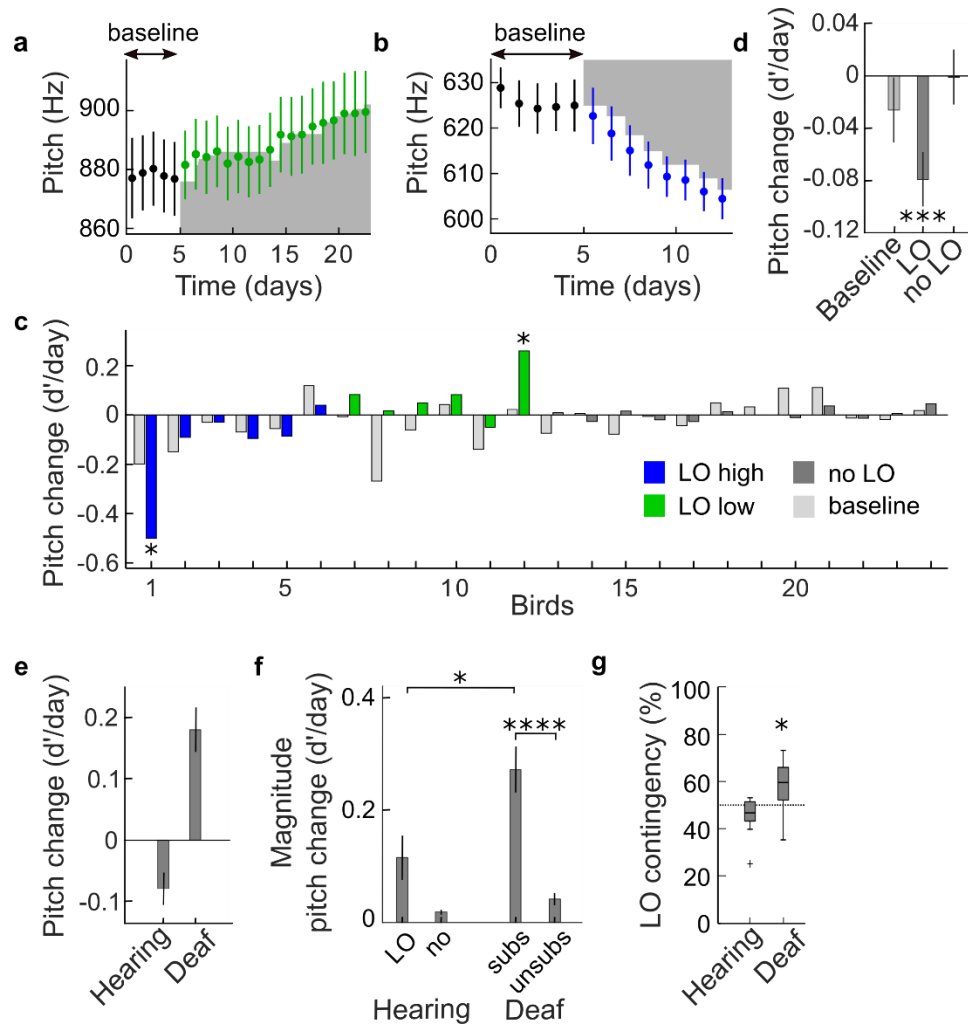 a
baseline
Pitch (Hz)
900
880
860
0
5
10
15
20
Time (days)
b
baseline
Pitch (Hz)
630
620
610
600
0
5
10
Time (days)
d
Pitch change (d'/day)
0.04
0
-0.04
-0.08
-0.12
***
Baseline
LO
no LO
c
Pitch change (d'/day)
0.2
0
-0.2
-0.4
-0.6
*
*
LO high
no LO
LO low
baseline
1
5
10
15
20
Birds
e
Pitch change (d'/day)
0.2
0.1
0
-0.1
Hearing
Deaf
f
Magnitude
pitch change (d'/day)
0.4
0.2
0
*
****
LO
no
subs
unsubs
Hearing
Deaf
g
LO contingency (%)
100
80
60
40
20
0
*
Hearing
Deaf